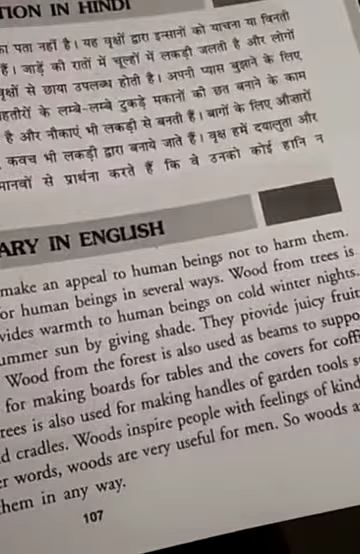 TION IN HINDI
का पता नहीं है। यह वृक्षों द्वारा इन्सानों को याचना या विनती
हैं। जाड़ें की रातों में चूल्हों में लकड़ी जलती है और लोगों
वृक्षों से छाया उपलब्ध होती है। अपनी प्यास बुझाने के लिए
हतीरों के लम्बे-लम्बे टुकड़े मकानों की छत बनाने के काम
है और नौकाएं भी लकड़ी से बनती हैं। बागों के लिए औजारों
कवच भी लकड़ी द्वारा बनाये जाते हैं। वृक्ष हमें दयालुता और
मानवों से प्रार्थना करते हैं कि वे उनको कोई हानि न
ARY IN ENGLISH
make an appeal to human beings not to harm them.
or human beings in several ways. Wood from trees is
vides warmth to human beings on cold winter nights.
ummer sun by giving shade. They provide juicy fruit
Wood from the forest is also used as beams to suppo
for making boards for tables and the covers for coffi
rees is also used for making handles of garden tools s
d cradles. Woods inspire people with feelings of kind
er words, woods are very useful for men. So woods a
hem in any way.
107